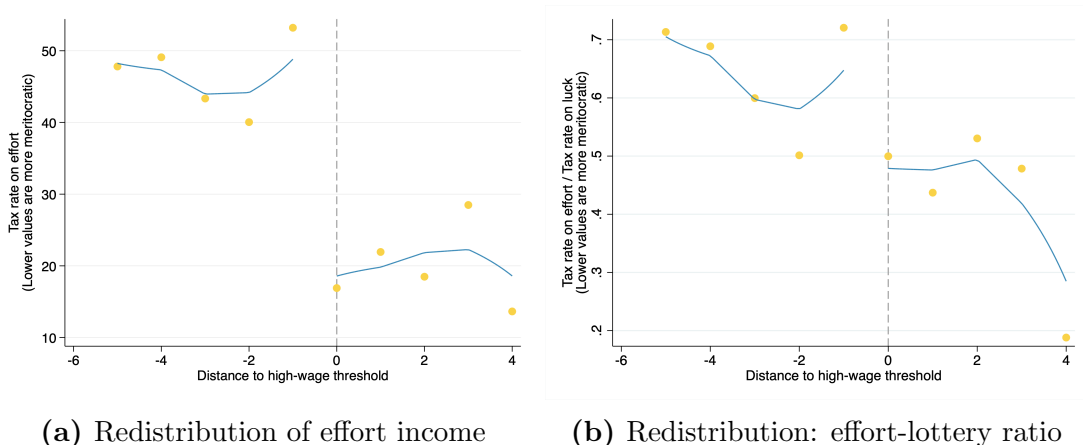 Tax rate on effort
(Lower values are more meritocratic)
50
40
30
20
10
-6
-4
-2
0
2
4
Distance to high-wage threshold
(a) Redistribution of effort income
Tax rate on effort / Tax rate on luck
(Lower values are more meritocratic)
.7
.6
.5
.4
.3
.2
-6
-4
-2
0
2
4
Distance to high-wage threshold
(b) Redistribution: effort-lottery ratio